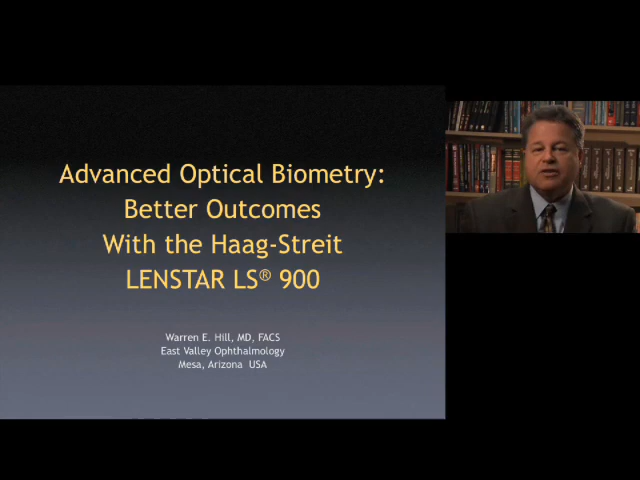 Advanced Optical Biometry:
Better Outcomes
With the Haag-Streit
LENSTAR LS® 900
Warren E. Hill, MD, FACS
East Valley Ophthalmology
Mesa, Arizona USA